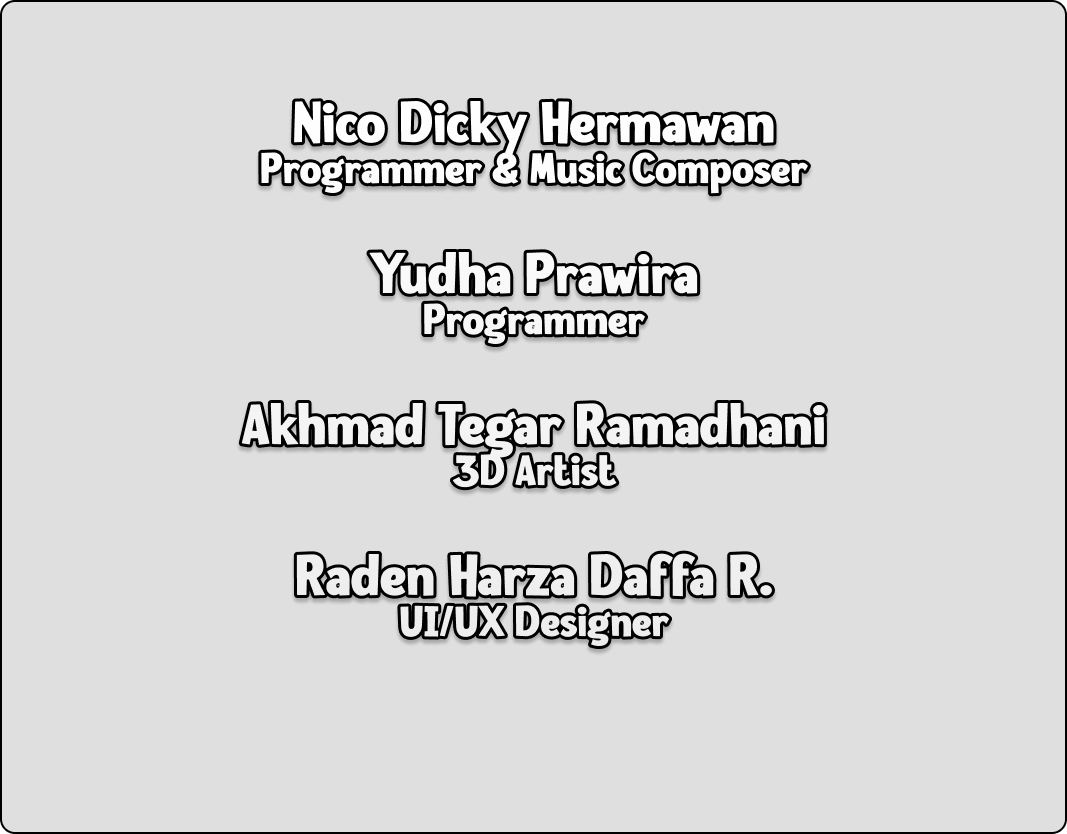 Nico Dicky Hermawan
Programmer & Music Composer
Yudha Prawira
Programmer
Akhmad Tegar Ramadhani
3D Artist
Raden Harza Daffa R.
UI/UX Designer